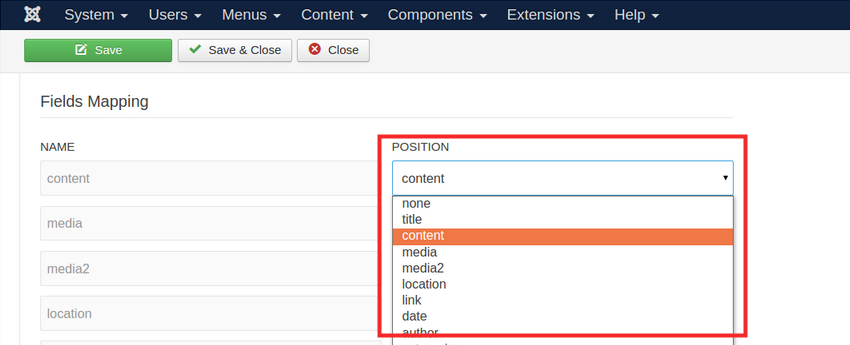 System Users Menus Content Components Extensions Help
Save Save & Close Close
Fields Mapping
NAME POSITION
content content
none
title
content
media media
media2
media2 location
link
location date
author